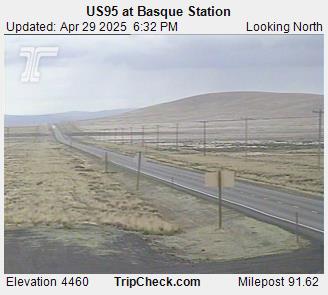 US95 at Basque Station
Updated: Apr 29 2025 6:32 PM Looking North
Elevation 4460 TripCheck.com Milepost 91.62